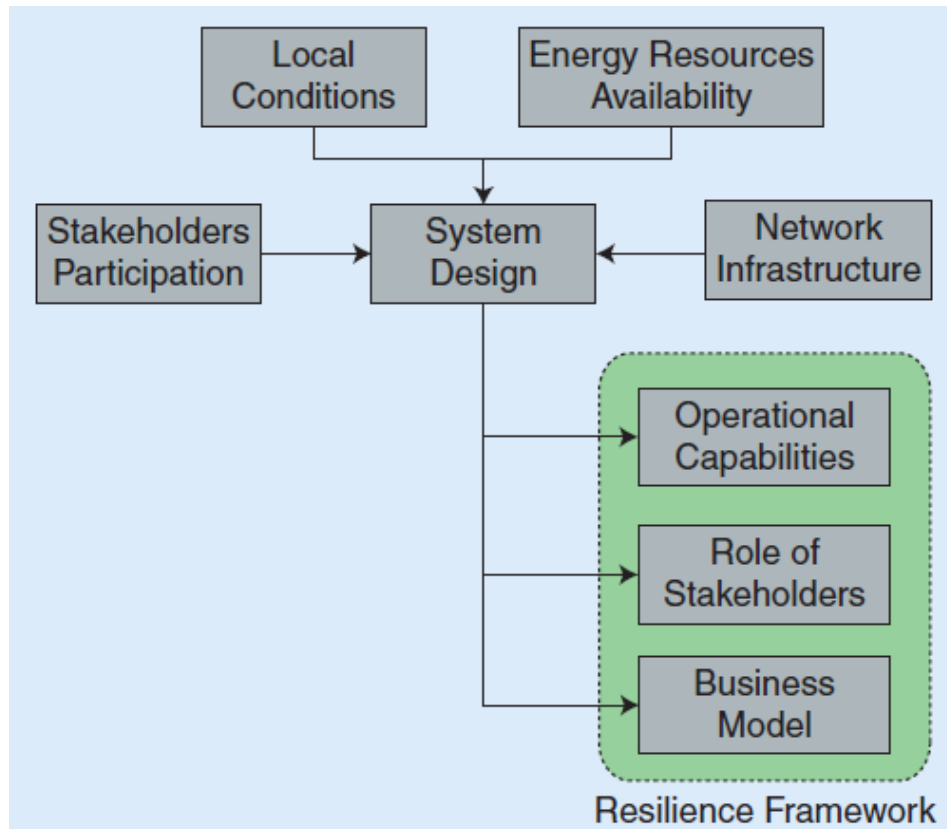 Local
Conditions
Energy Resources
Availability
Stakeholders
Participation
System
Design
Network
Infrastructure
Operational
Capabilities
Role of
Stakeholders
Business
Model
Resilience Framework